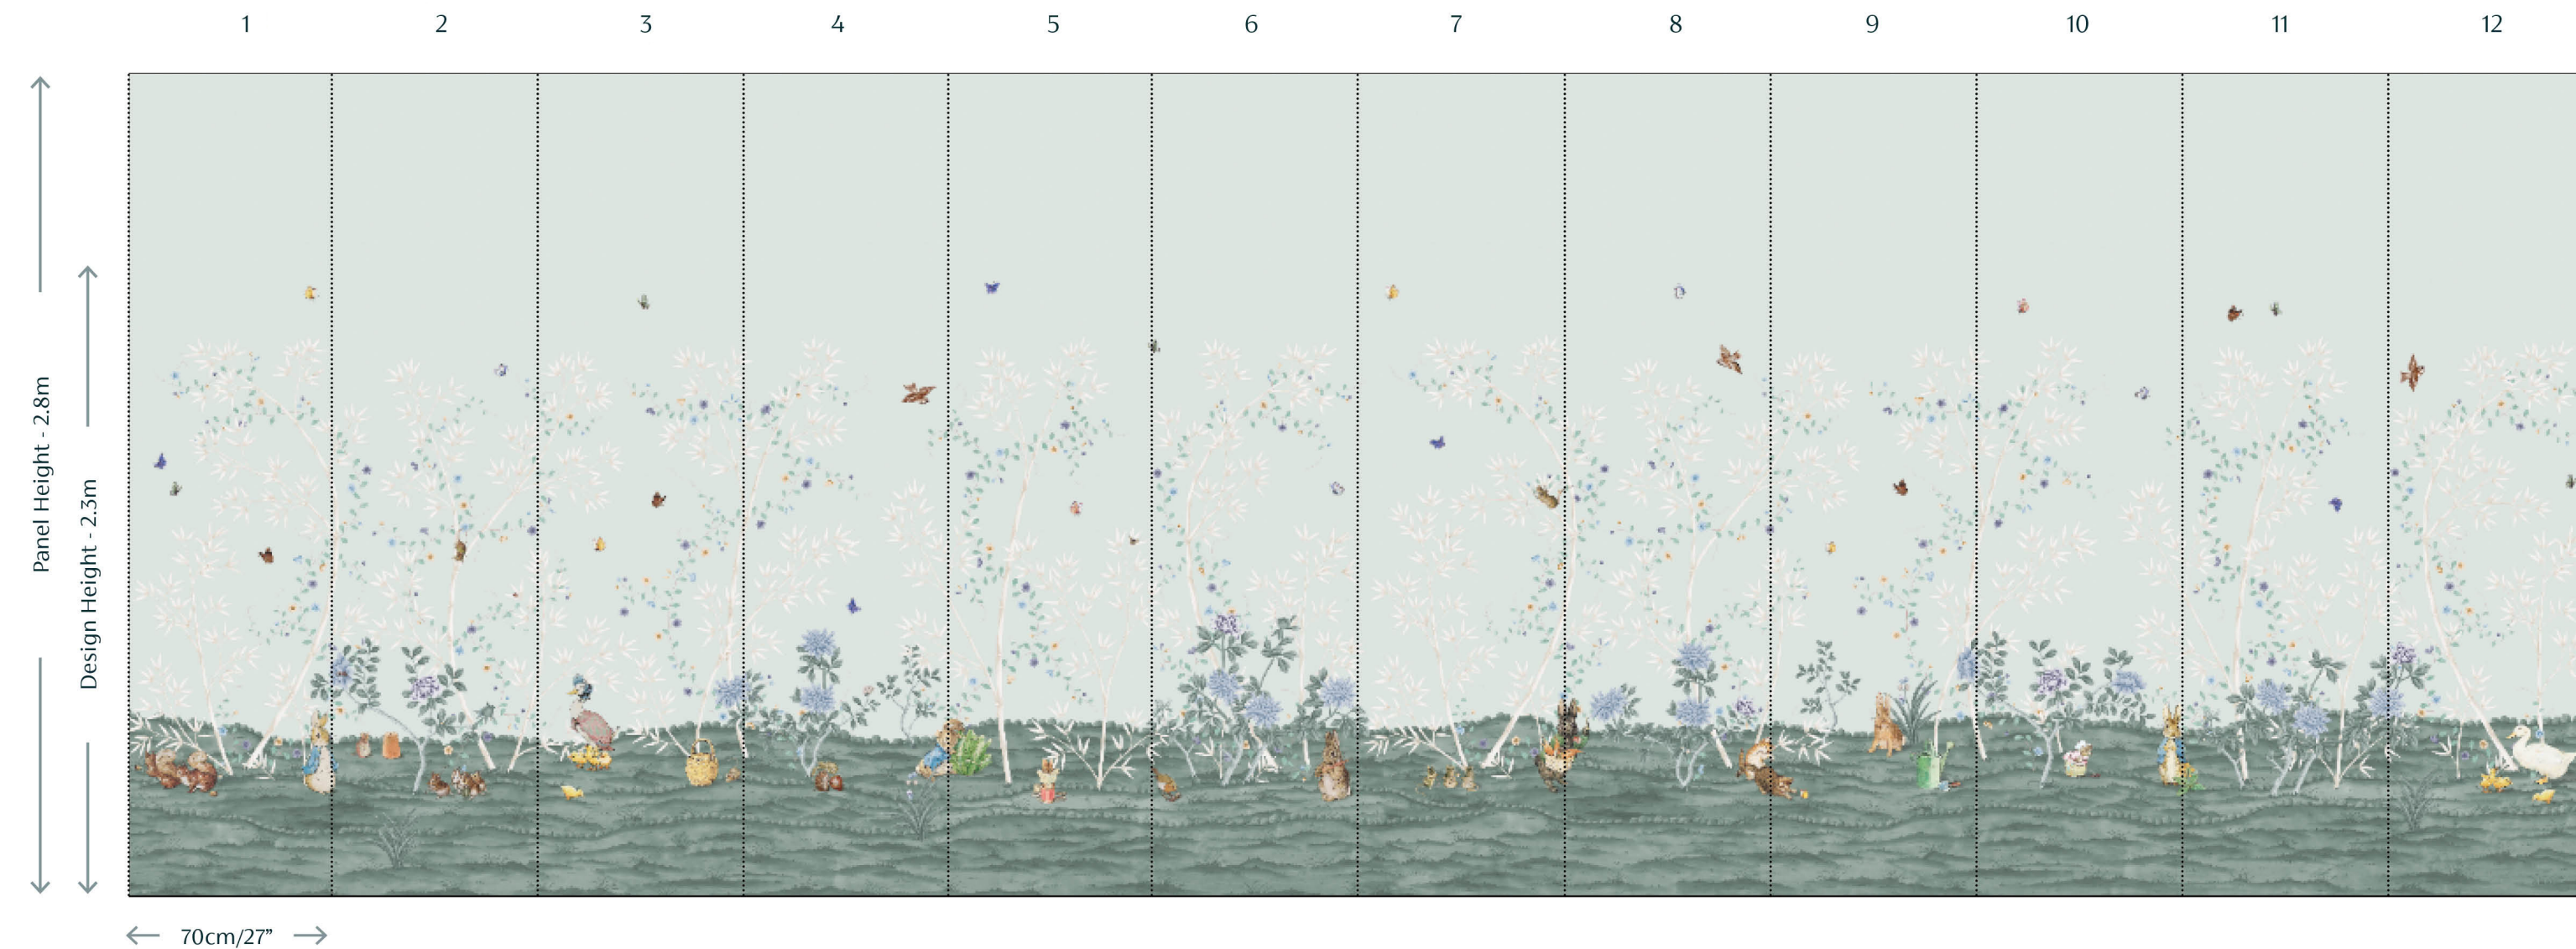 1 2 3 4 5 6 7 8 9 10 11 12
Panel Height - 2.8m
Design Height - 2.3m
70cm/27”